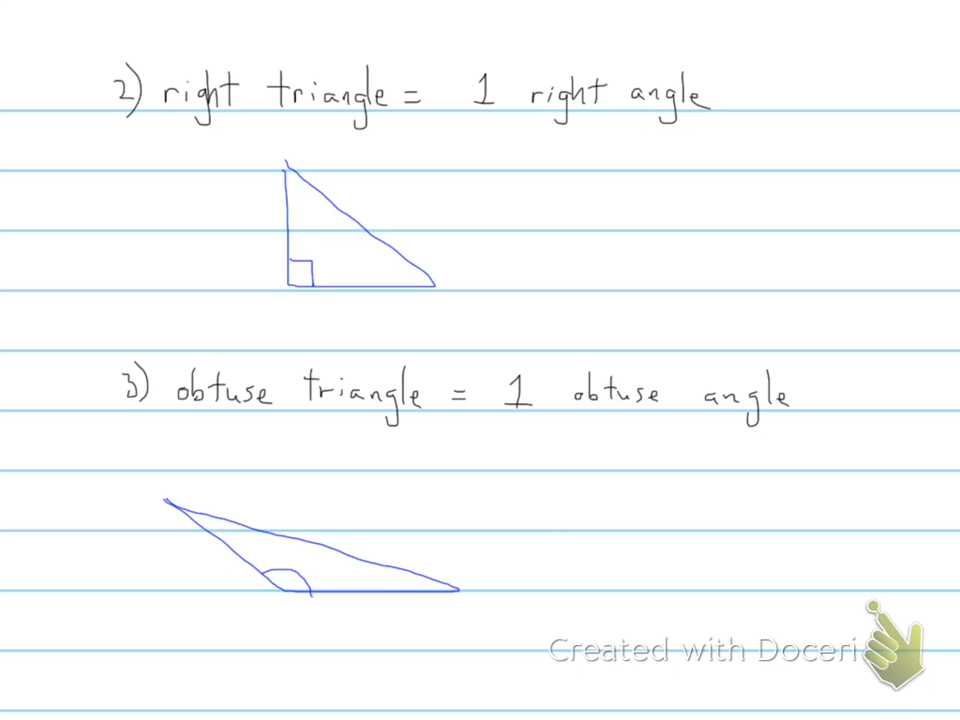 2) right triangle = 1 right angle
3) obtuse triangle = 1 obtuse angle
Created with Doceri